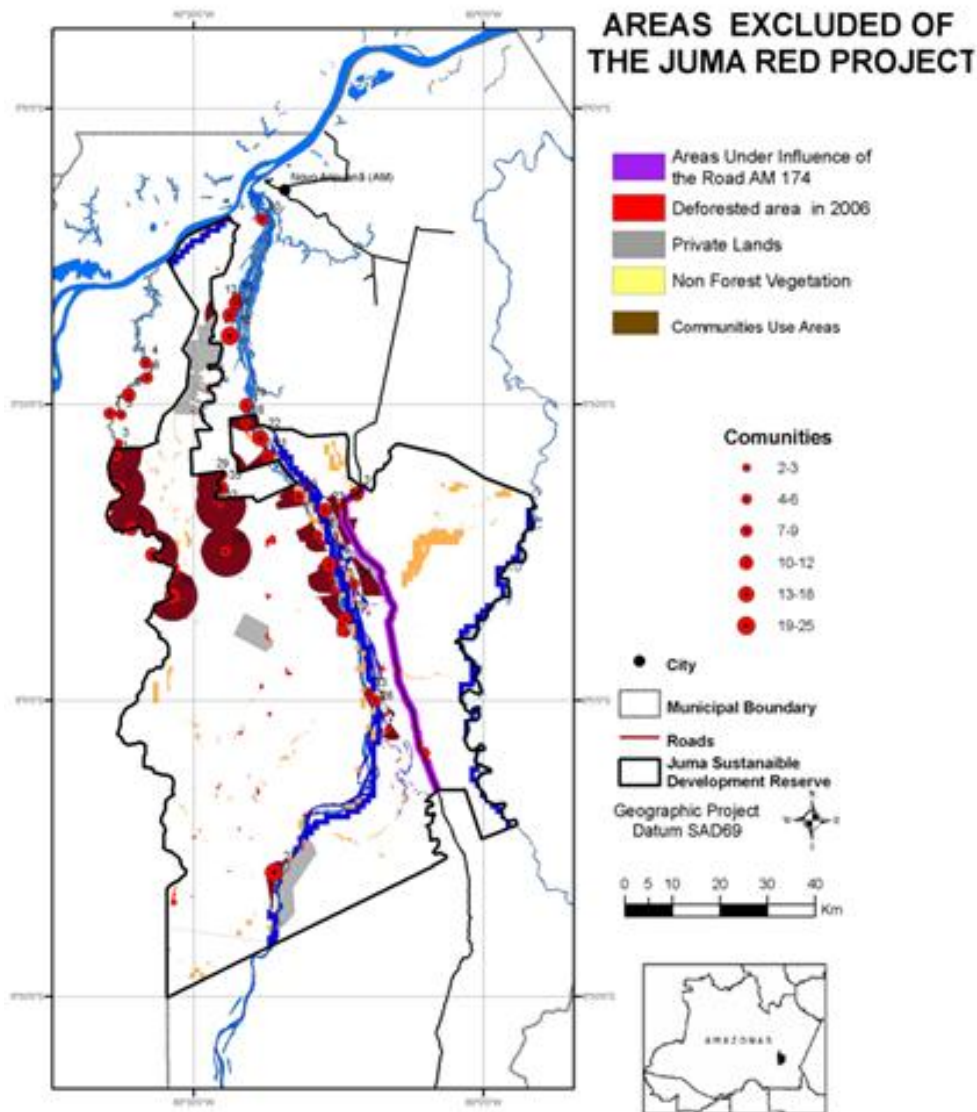 AREAS EXCLUDED OF
THE JUMA RED PROJECT
Areas Under Influence of
the Road AM 174
Deforested area in 2006
Private Lands
Non Forest Vegetation
Communities Use Areas
Comunities
2-3
4-6
7-9
10-12
13-18
19-25
City
Municipal Boundary
Roads
Juma Sustanaible
Development Reserve
Geographic Project
Datum SAD69
0 5 10 20 30 40
Km
AMAZONAS
(AM)